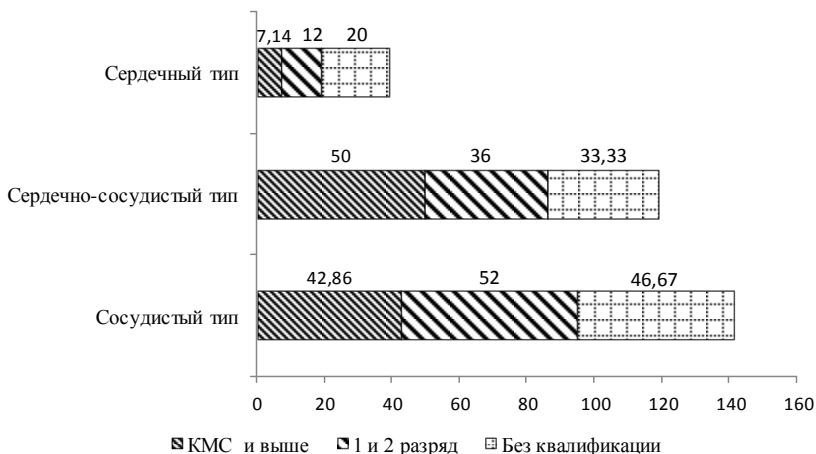 7,14 12 20
Сердечный тип
50 36 33,33
Сердечно-сосудистый тип
42,86 52 46,67
Сосудистый тип
0 20 40 60 80 100 120 140 160
КМС и выше 1 и 2 разряд Без квалификации